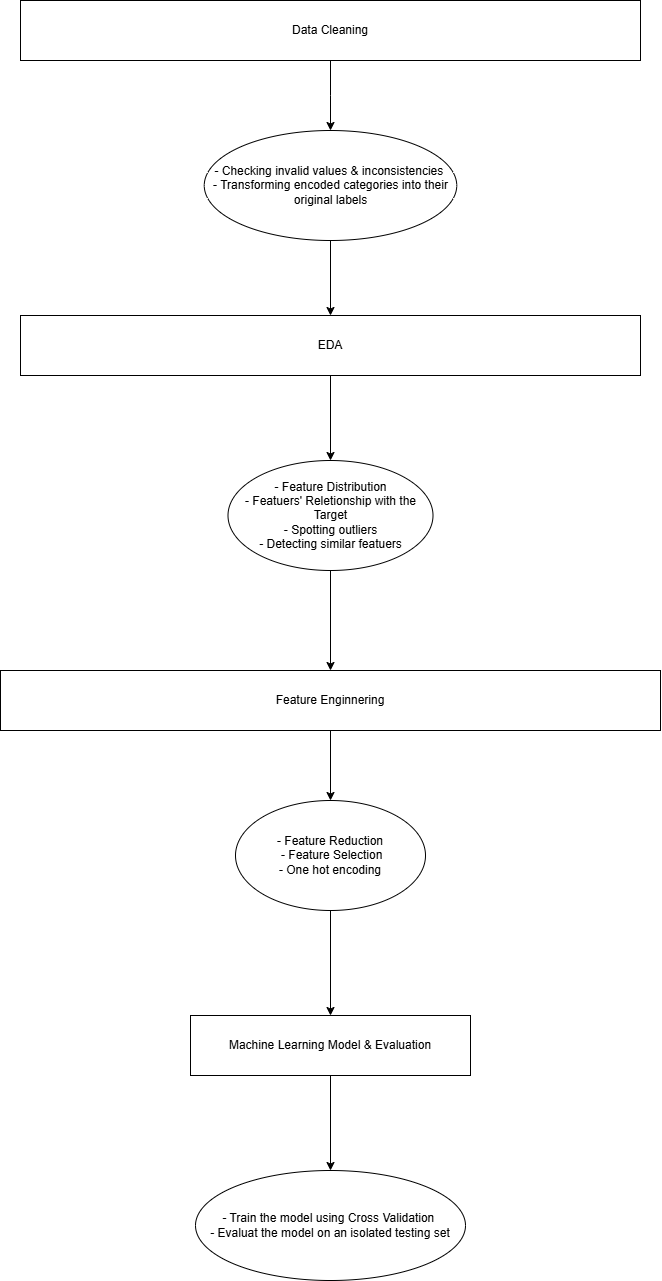 Data Cleaning
- Checking invalid values & inconsistencies
- Transforming encoded categories into their
original labels
EDA
- Feature Distribution
- Featuers' Reletionship with the
Target
- Spotting outliers
- Detecting similar featuers
Feature Enginnering
- Feature Reduction
- Feature Selection
- One hot encoding
Machine Learning Model & Evaluation
- Train the model using Cross Validation
- Evaluat the model on an isolated testing set